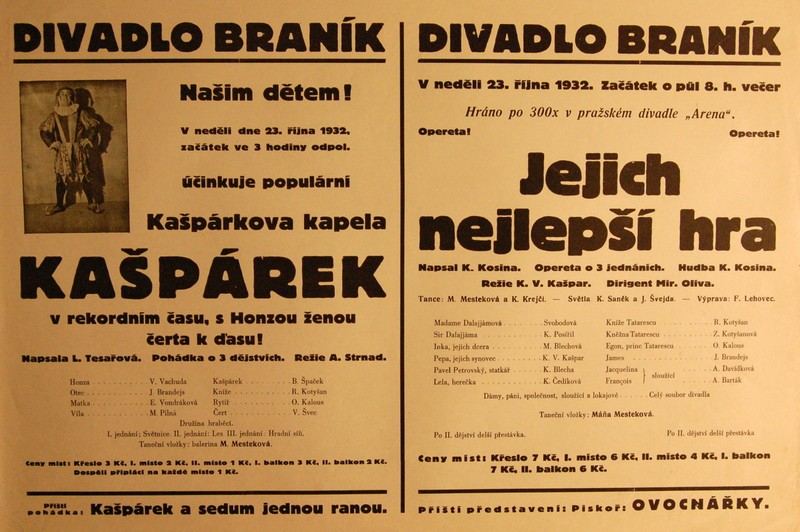 DIVADLO BRANÍK
Našim dětem!
V neděli dne 23. října 1932.
začátek ve 3 hodiny odpol.
účinkuje populární
Kašpárkova kapela
KAŠPÁREK
v rekordním času, s Honzou ženou
čerta k ďasu!
Napsala L. Tesařová. Pohádka o 3 dějstvích. Režie A. Strnad.
Honza V. Vachuda Kašpárek B. Špaček
Otec J. Brandejs Kníže R. Kotyšan
Matka E. Vondráková Rytíř O. Kalous
Víla M. Pilná Čert V. Švec
Družina hraběcí.
I. jednání; Světnice II. jednání: Les III. jednání: Hradní síň.
Taneční vložky: balerina M. Mesteková.
Ceny míst: Křeslo 3 Kč, I. místo 2 Kč, II. místo 1 Kč, I. balkon 3 Kč, II. balkon 2 Kč.
Dospělí připlácí na každé místo 1 Kč.
Příští pohádka: Kašpárek a sedum jednou ranou.
DIVADLO BRANÍK
V neděli 23. října 1932. Začátek o půl 8. h. večer
Hráno po 300x v pražském divadle „Arena“.
Opereta! Opereta!
Jejich
nejlepší hra
Napsal K. Kosina. Opereta o 3 jednáních. Hudba K. Kosina.
Režie K. V. Kašpar. Dirigent Mir. Oliva.
Tance: M. Mesteková a K. Krejčí. — Světla K. Saněk a J. Švejda. — Výprava: F. Lehovec.
Madame Dalajjámová Svobodová Kníže Tatarescu B. Kotyšan
Sir Dalajjáma K. Posířil Kněžna Tatarescu Z. Kotyšanová
Inka, jejich dcera M. Blechová Egon, princ Tatarescu O. Kalous
Pepa, jejich synovec K. V. Kašpar James J. Brandejs
Pavel Petrovský, statkář K. Blecha Jacquelina } sloužící A. Davídková
Lela, herečka K. Čedíková François A. Barták
Dámy, páni, společnost, sloužící a lokajové Celý soubor divadla
Taneční vložky: Máňa Mesteková.
Po II. dějství delší přestávka. Po II. dějství delší přestávka
Ceny míst: Křeslo 7 Kč, I. místo 6 Kč, II. místo 4 Kč, I. balkon
7 Kč, II. balkon 6 Kč.
Příští představení: Piskoř: OVOCNÁŘKY.